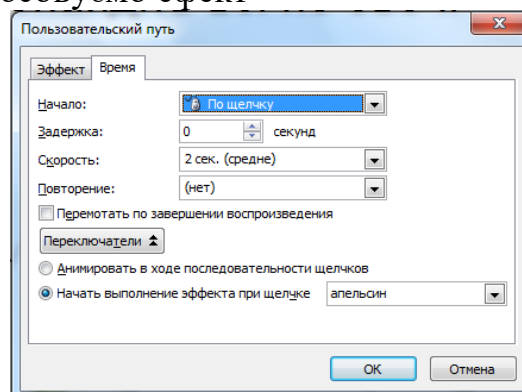 ефект
Пользовательский путь
Эффект Время
Начало: По щелчку
Задержка: 0 секунд
Скорость: 2 сек. (средне)
Повторение: (нет)
Перемотать по завершении воспроизведения
Переключатели
Анимировать в ходе последовательности щелчков
Начать выполнение эффекта при щелчке апельсин
ОК Отмена